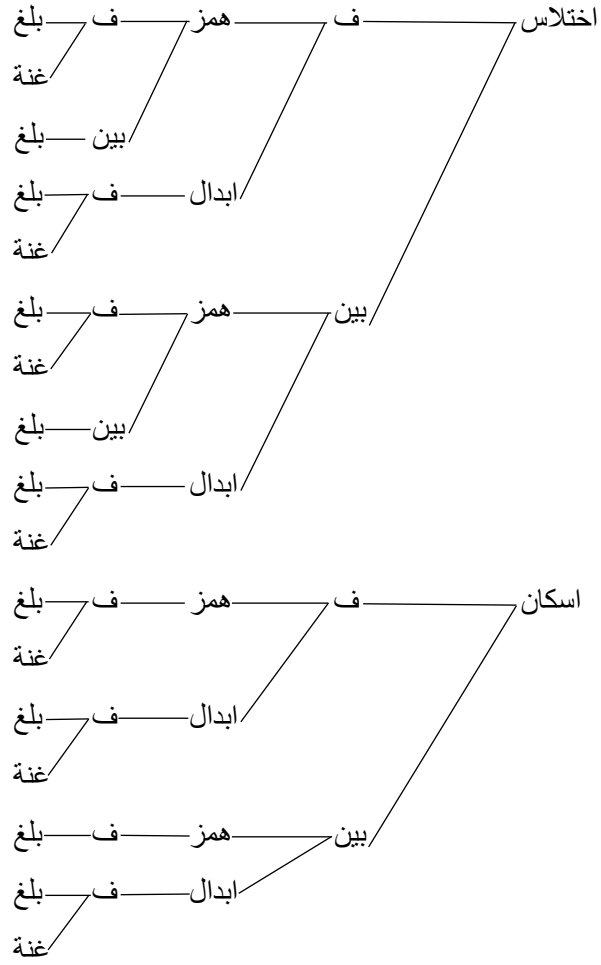 اختلاس ف همز ف بلغ
غنة
بين بلغ
ابدال ف بلغ
غنة
بين همز ف بلغ
غنة
بين بلغ
ابدال ف بلغ
غنة
اسكان ف همز ف بلغ
غنة
ابدال ف بلغ
غنة
بين همز ف بلغ
ابدال ف بلغ
غنة